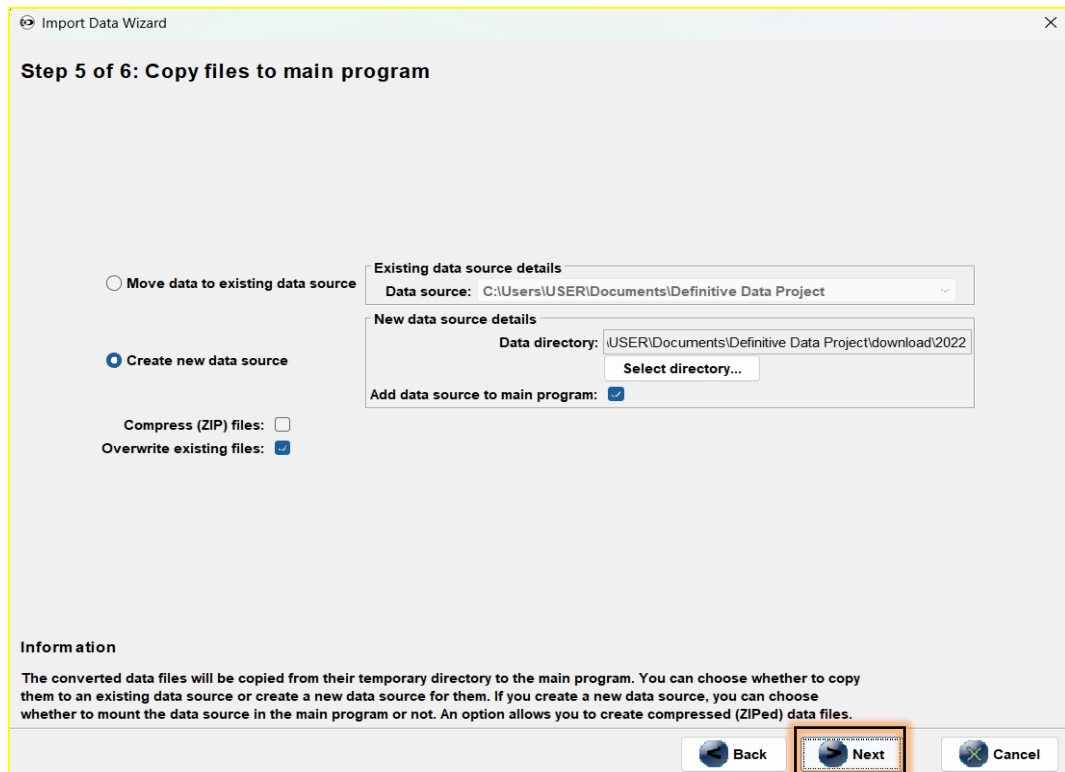 Import Data Wizard
Step 5 of 6: Copy files to main program
Move data to existing data source
Existing data source details
Data source: C:\Users\USER\Documents\Definitive Data Project
New data source details
Create new data source
Data directory: \USER\Documents\Definitive Data Project\download\2022
Select directory...
Add data source to main program:
Compress (ZIP) files:
Overwrite existing files:
Information
The converted data files will be copied from their temporary directory to the main program. You can choose whether to copy
them to an existing data source or create a new data source for them. If you create a new data source, you can choose
whether to mount the data source in the main program or not. An option allows you to create compressed (ZIPed) data files.
Back
Next
Cancel